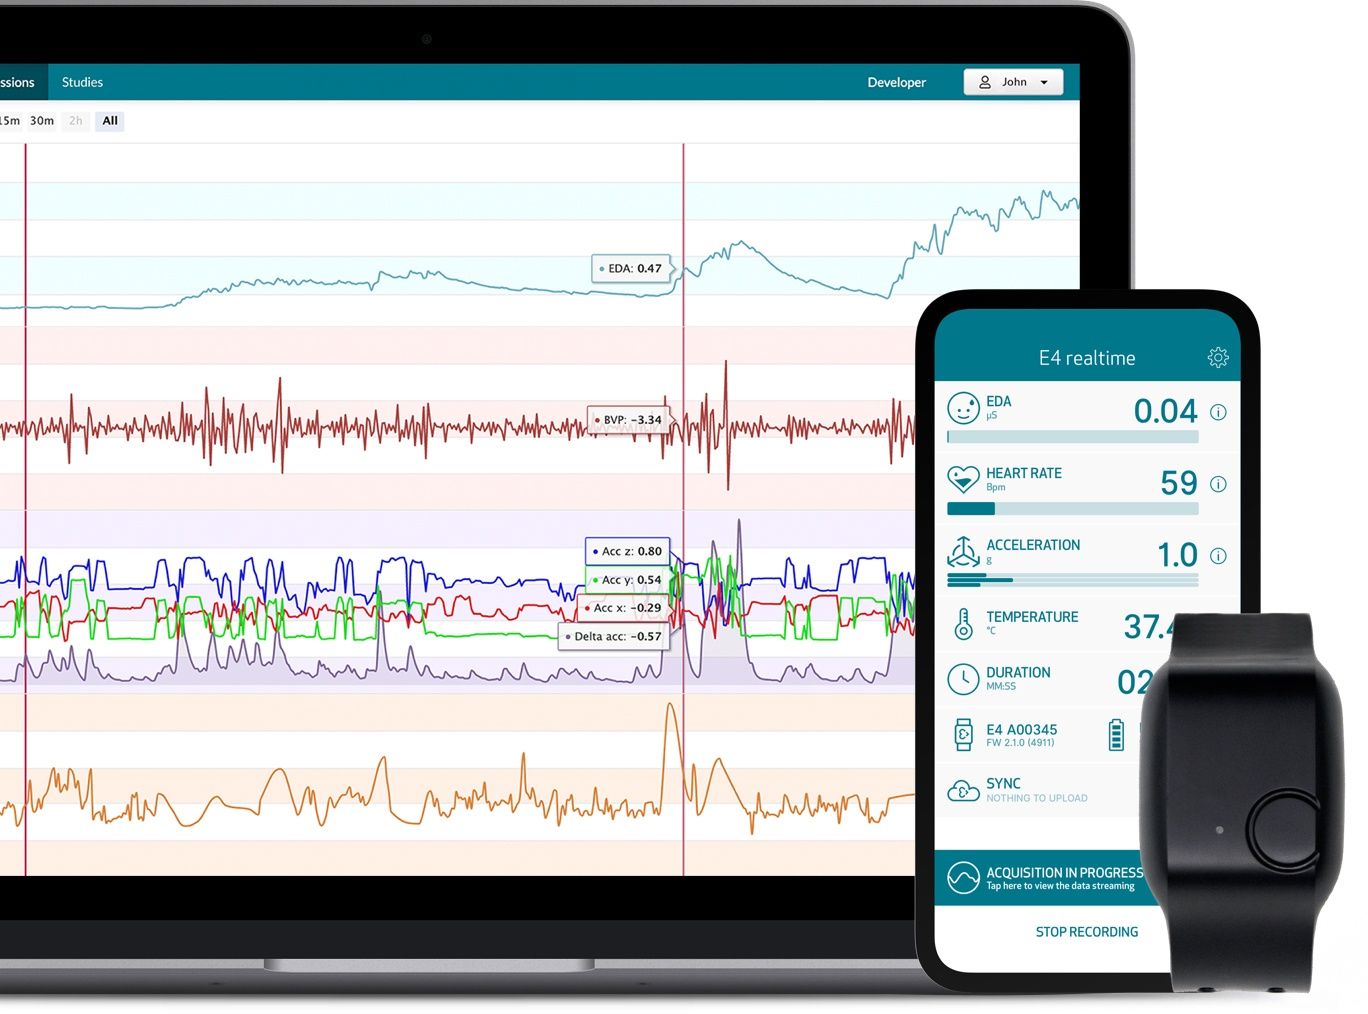 ssions Studies Developer John
15m 30m 2h All
EDA: 0.47
BVP: −3.34
Acc z: 0.80
Acc y: 0.54
Acc x: −0.29
Delta acc: −0.57
E4 realtime
EDA
µS
0.04
HEART RATE
Bpm
59
ACCELERATION
g
1.0
TEMPERATURE
°C
37.4
DURATION
MM:SS
02
E4 A00345
FW 2.1.0 (4911)
SYNC
NOTHING TO UPLOAD
ACQUISITION IN PROGRESS
Tap here to view the data streaming
STOP RECORDING